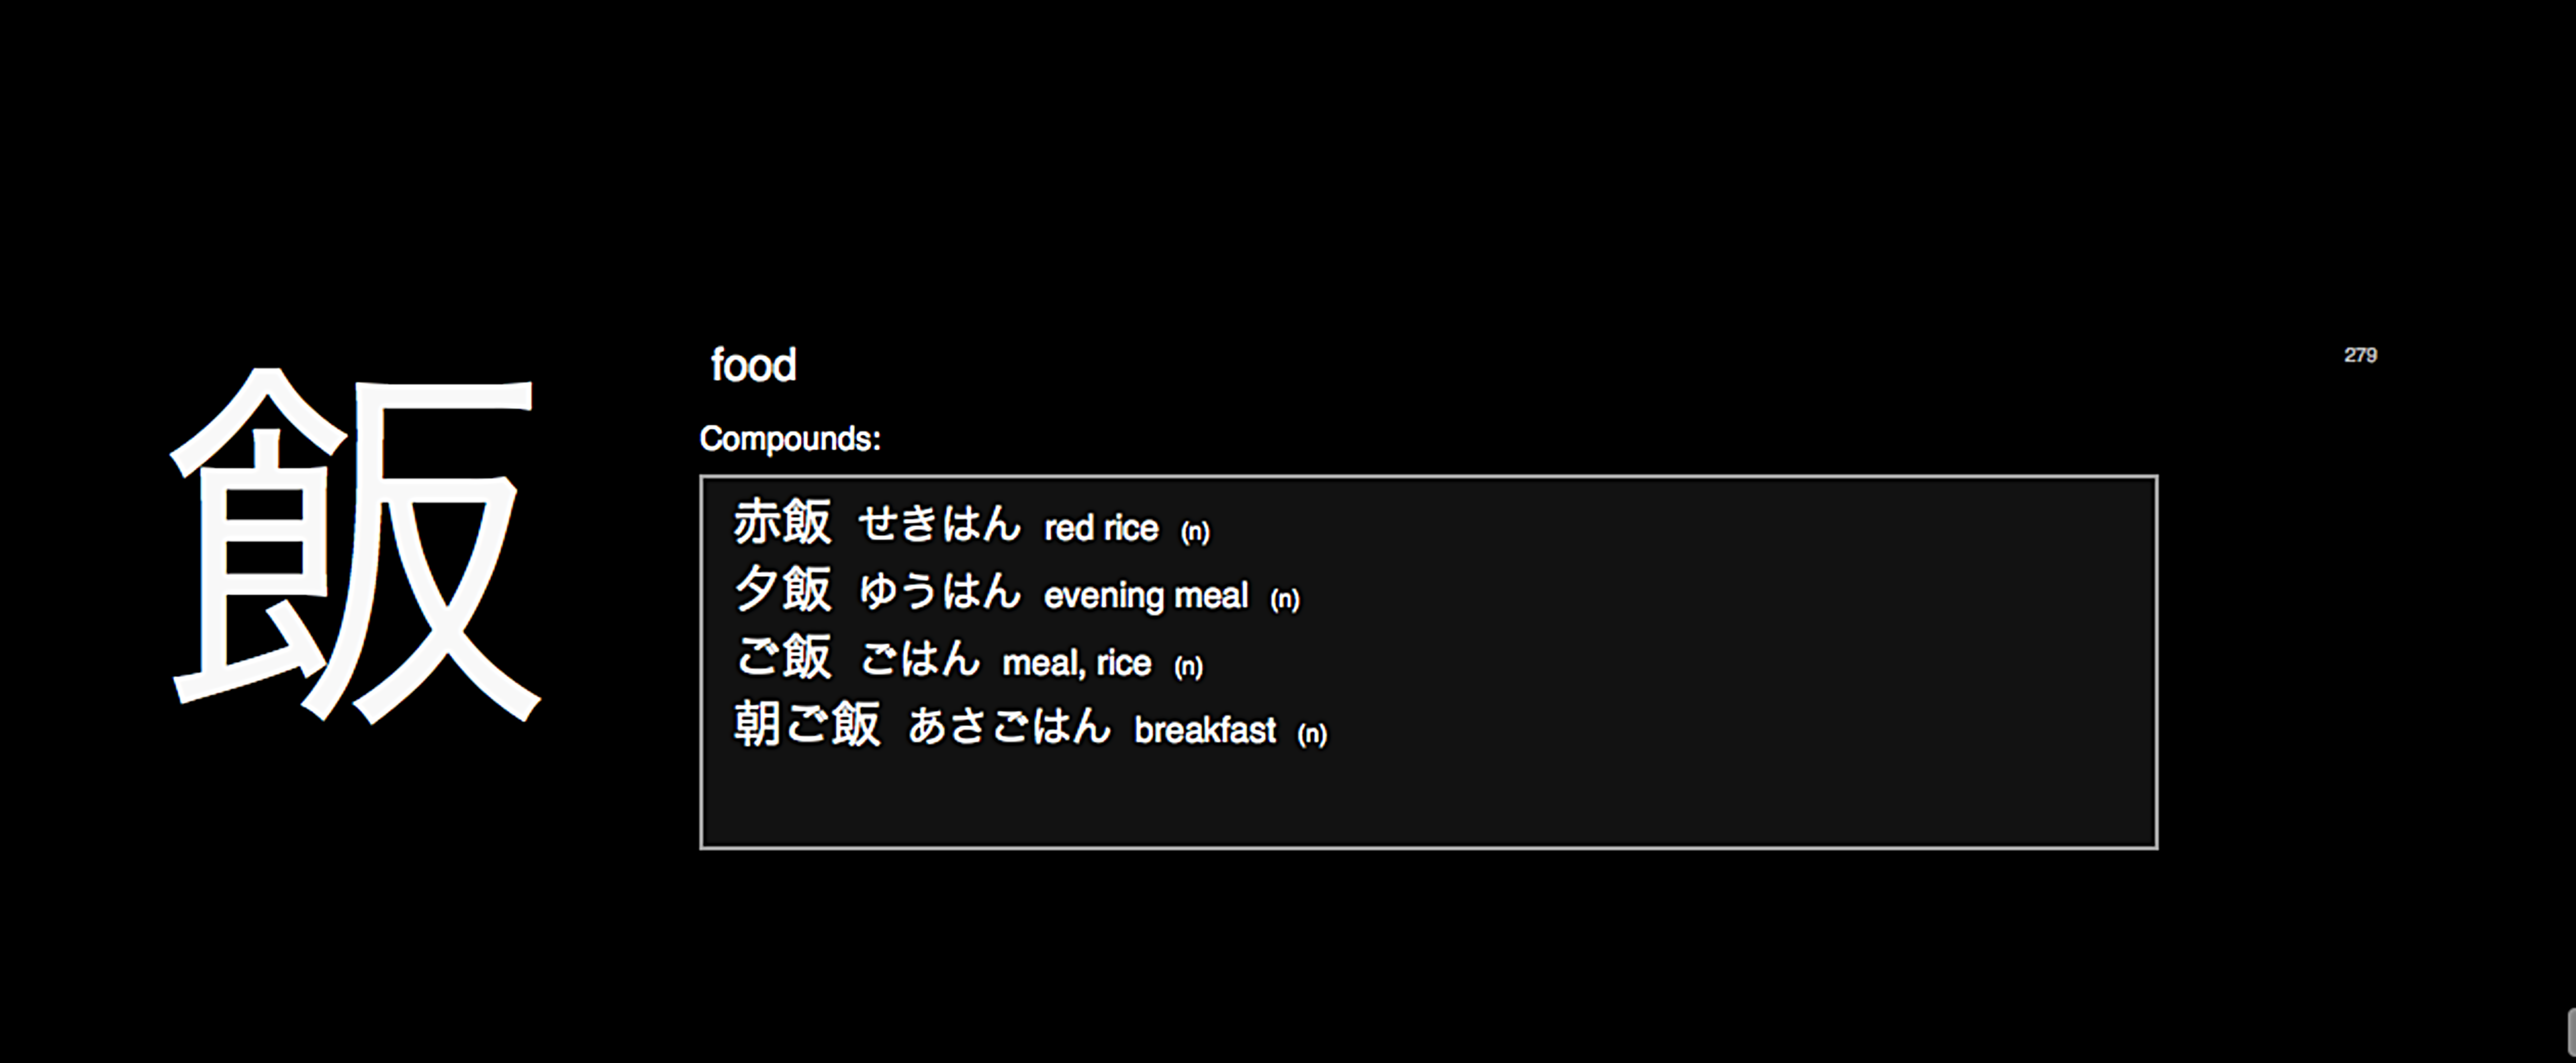 飯
food
279
Compounds:
赤飯 せきはん red rice (n)
夕飯 ゆうはん evening meal (n)
ご飯 ごはん meal, rice (n)
朝ご飯 あさごはん breakfast (n)